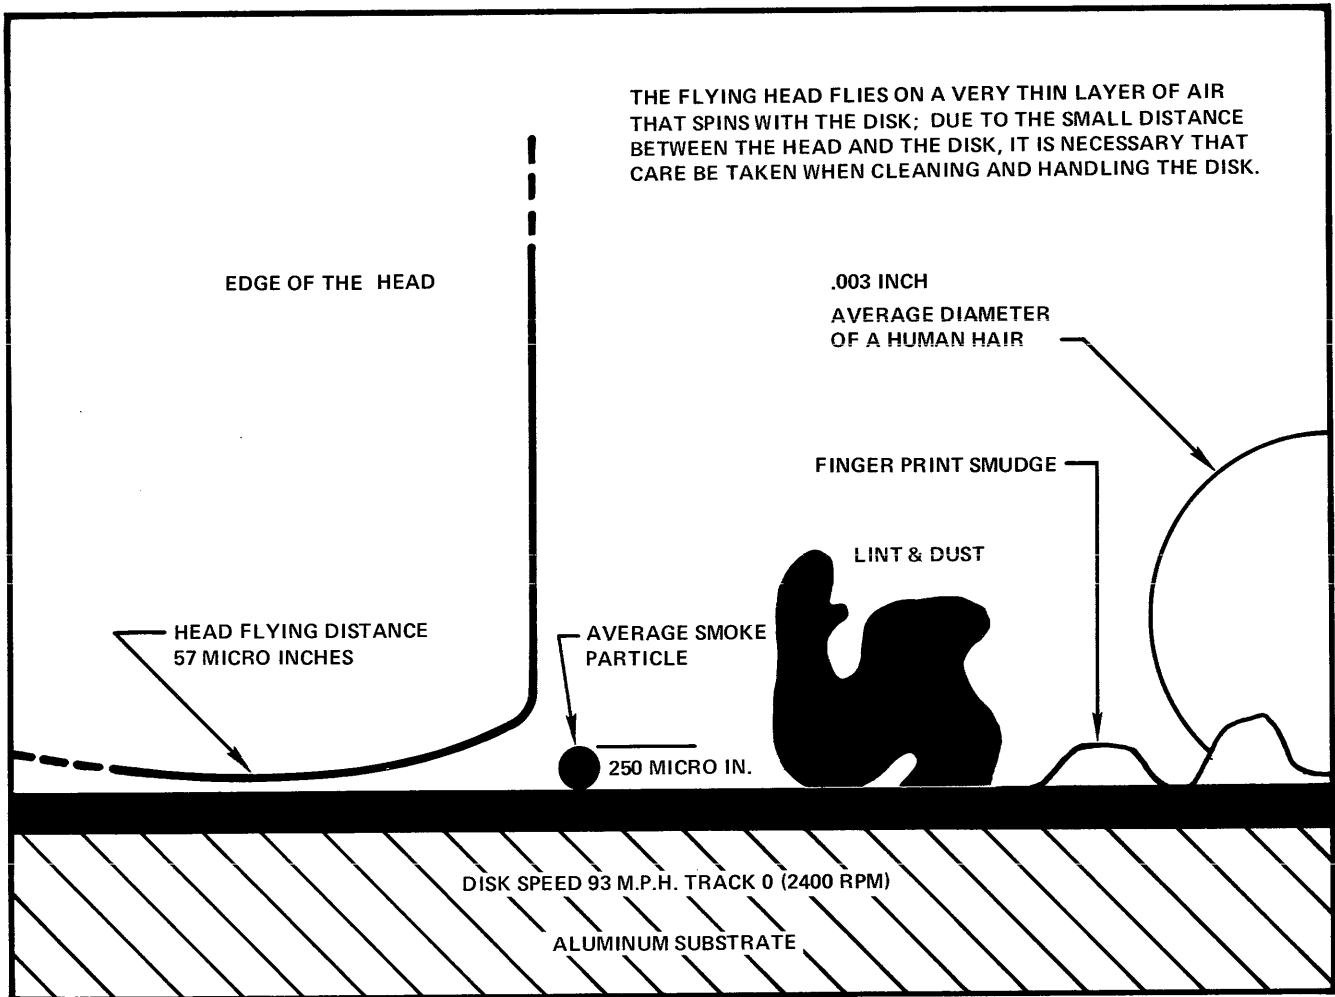 THE FLYING HEAD FLIES ON A VERY THIN LAYER OF AIR
THAT SPINS WITH THE DISK; DUE TO THE SMALL DISTANCE
BETWEEN THE HEAD AND THE DISK, IT IS NECESSARY THAT
CARE BE TAKEN WHEN CLEANING AND HANDLING THE DISK.
EDGE OF THE HEAD
.003 INCH
AVERAGE DIAMETER
OF A HUMAN HAIR
FINGER PRINT SMUDGE
LINT & DUST
HEAD FLYING DISTANCE
57 MICRO INCHES
AVERAGE SMOKE
PARTICLE
250 MICRO IN.
DISK SPEED 93 M.P.H. TRACK 0 (2400 RPM)
ALUMINUM SUBSTRATE